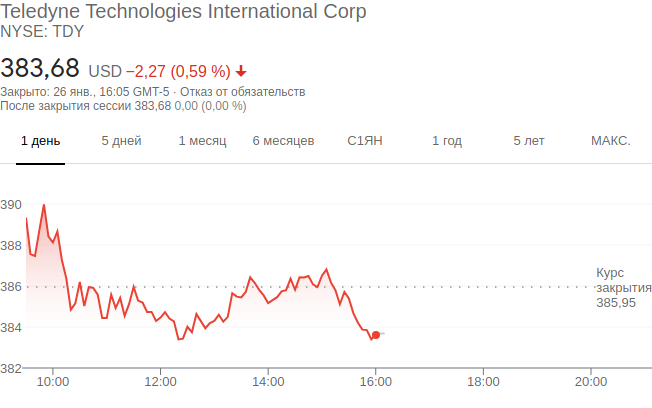 Teledyne Technologies International Corp
NYSE: TDY
383,68 USD −2,27 (0,59 %)
Закрыто: 26 янв., 16:05 GMT-5 · Отказ от обязательств
После закрытия сессии 383,68 0,00 (0,00 %)
1 день 5 дней 1 месяц 6 месяцев С1ЯН 1 год 5 лет МАКС.
390
388
386
384
382
Курс
закрытия
385,95
10:00 12:00 14:00 16:00 18:00 20:00